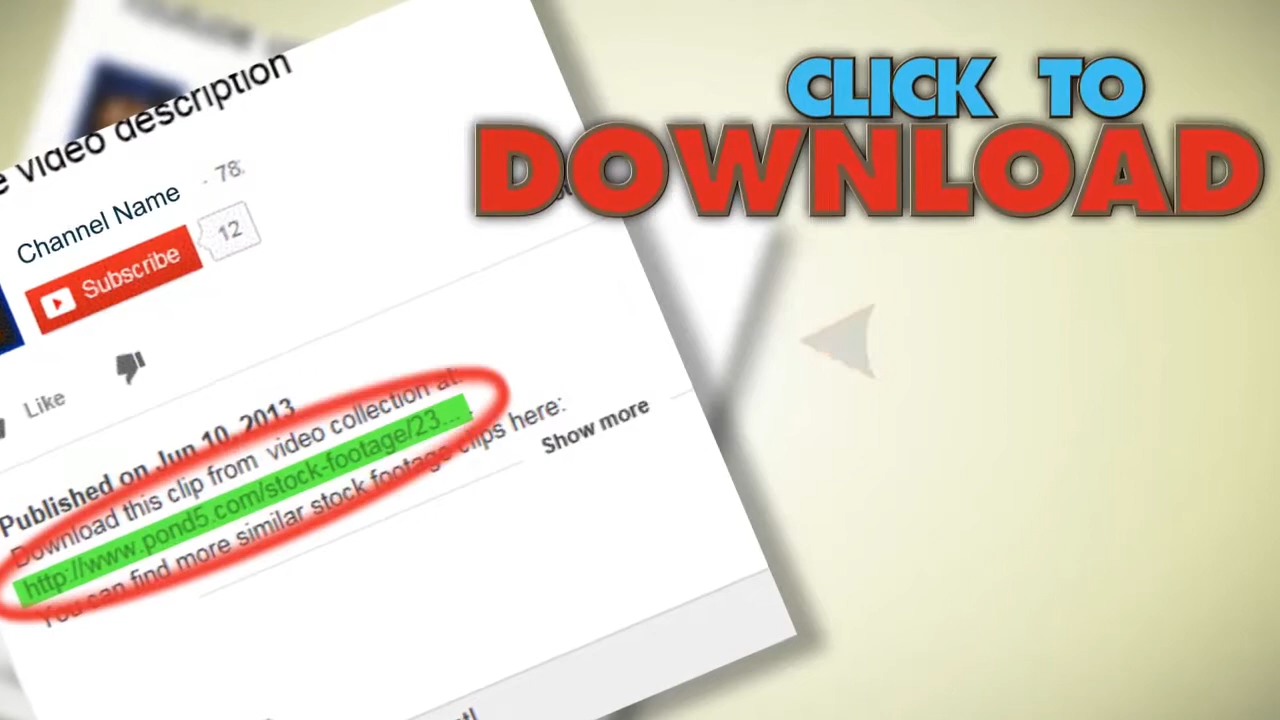 CLICK TO
DOWNLOAD
video description
Channel Name
78
Subscribe
12
Like
Published on Jun 10, 2013
Download this clip from video collection at:
http://www.pond5.com/stock-footage/23...
You can find more similar stock footage clips here:
Show more